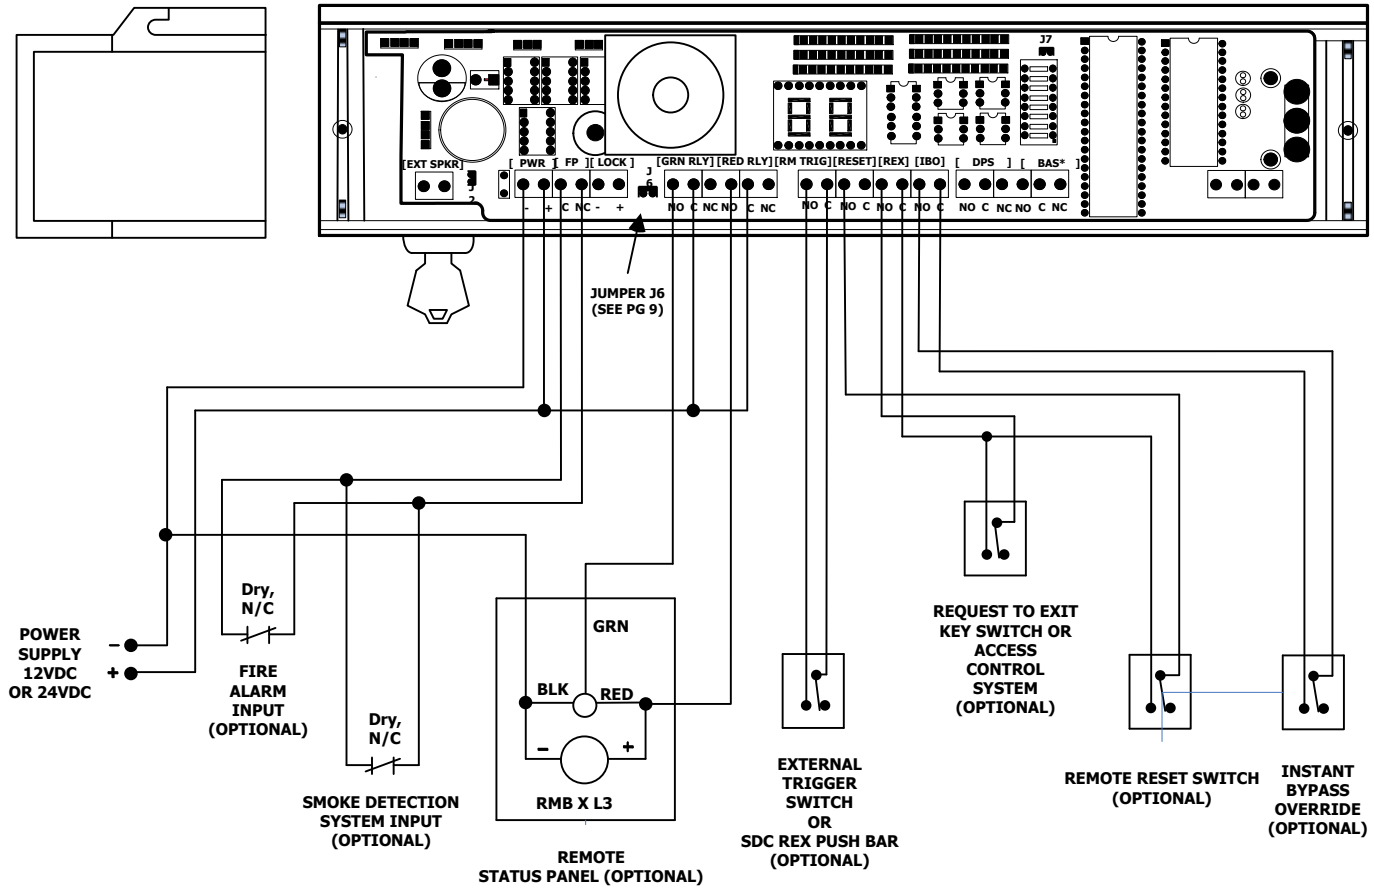 J7
[EXT SPKR]
J
2
[ PWR ][ FP ][ LOCK ]
J
6
[GRN RLY][RED RLY][RM TRIG][RESET][REX] [IBO] [ DPS ] [ BAS* ]
- + C NC - +
NO C NC NO C NC
NO C NO C NO C NO C
NO C NC NO C NC
JUMPER J6
(SEE PG 9)
POWER
SUPPLY
12VDC
OR 24VDC
-
+
Dry,
N/C
FIRE
ALARM
INPUT
(OPTIONAL)
Dry,
N/C
SMOKE DETECTION
SYSTEM INPUT
(OPTIONAL)
GRN
BLK
RED
- +
RMB X L3
REMOTE
STATUS PANEL (OPTIONAL)
EXTERNAL
TRIGGER
SWITCH
OR
SDC REX PUSH BAR
(OPTIONAL)
REQUEST TO EXIT
KEY SWITCH OR
ACCESS
CONTROL
SYSTEM
(OPTIONAL)
REMOTE RESET SWITCH
(OPTIONAL)
INSTANT
BYPASS
OVERRIDE
(OPTIONAL)